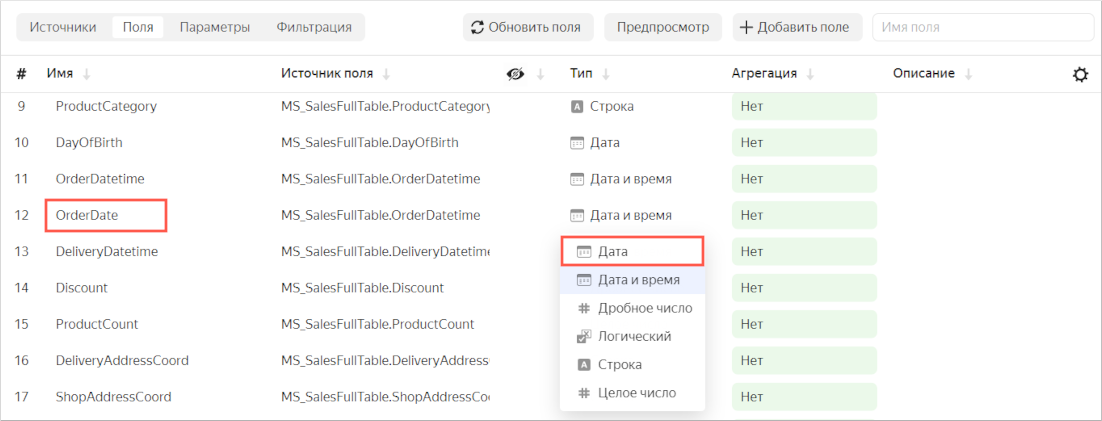 Источники Поля Параметры Фильтрация Обновить поля Предпросмотр + Добавить поле Имя поля
# Имя Источник поля Тип Агрегация Описание
9 ProductCategory MS_SalesFullTable.ProductCategory Строка Нет
10 DayOfBirth MS_SalesFullTable.DayOfBirth Дата Нет
11 OrderDatetime MS_SalesFullTable.OrderDatetime Дата и время Нет
12 OrderDate MS_SalesFullTable.OrderDatetime Дата и время Нет
13 DeliveryDatetime MS_SalesFullTable.DeliveryDatetime Дата Нет
Дата и время
14 Discount MS_SalesFullTable.Discount Нет
# Дробное число
15 ProductCount MS_SalesFullTable.ProductCount Нет
Логический
16 DeliveryAddressCoord MS_SalesFullTable.DeliveryAddress Нет
Строка
17 ShopAddressCoord MS_SalesFullTable.ShopAddressCo # Целое число Нет